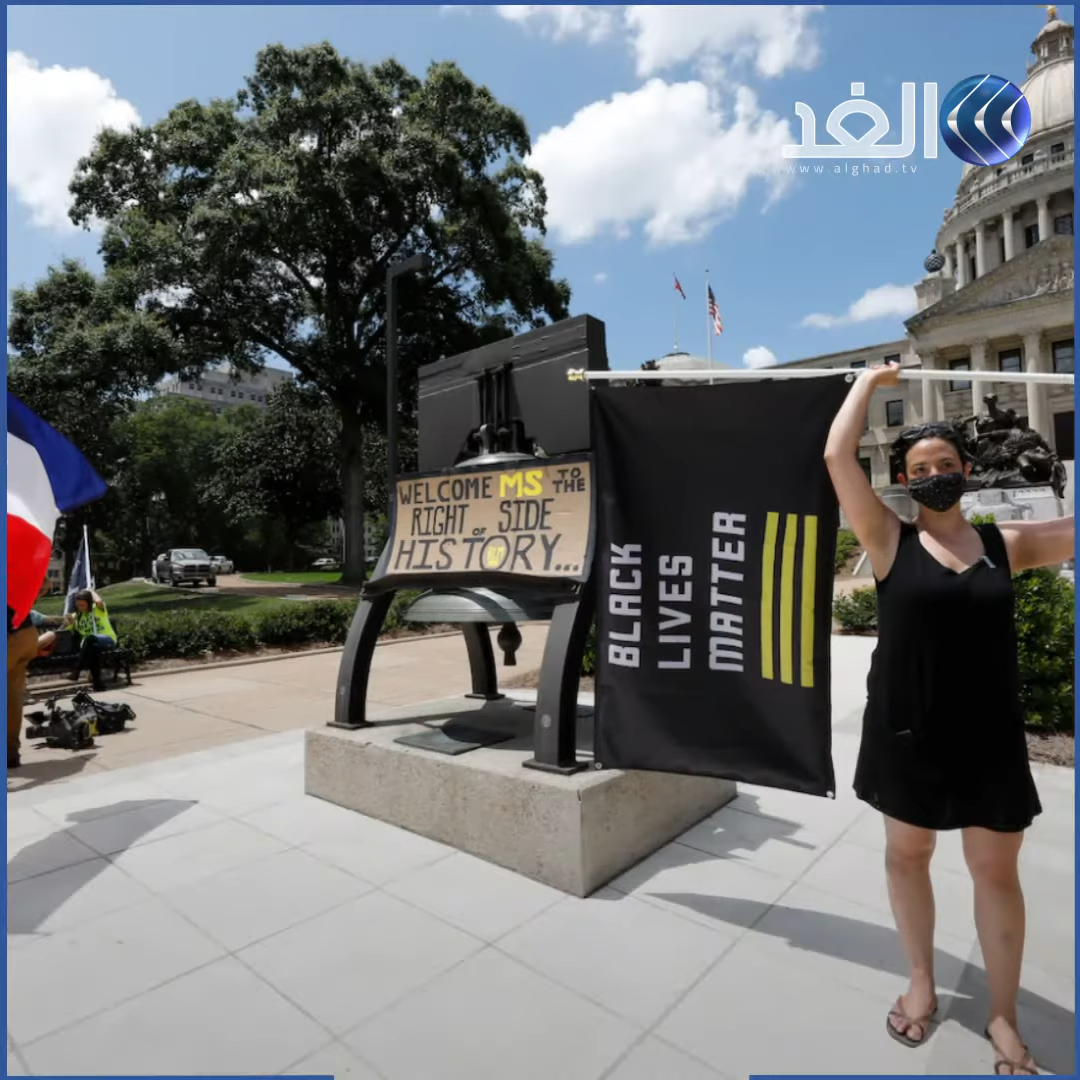 الغد
www.alghad.tv
WELCOME MS TO THE
RIGHT OF SIDE
HISTORY...
BLACK
LIVES
MATTER